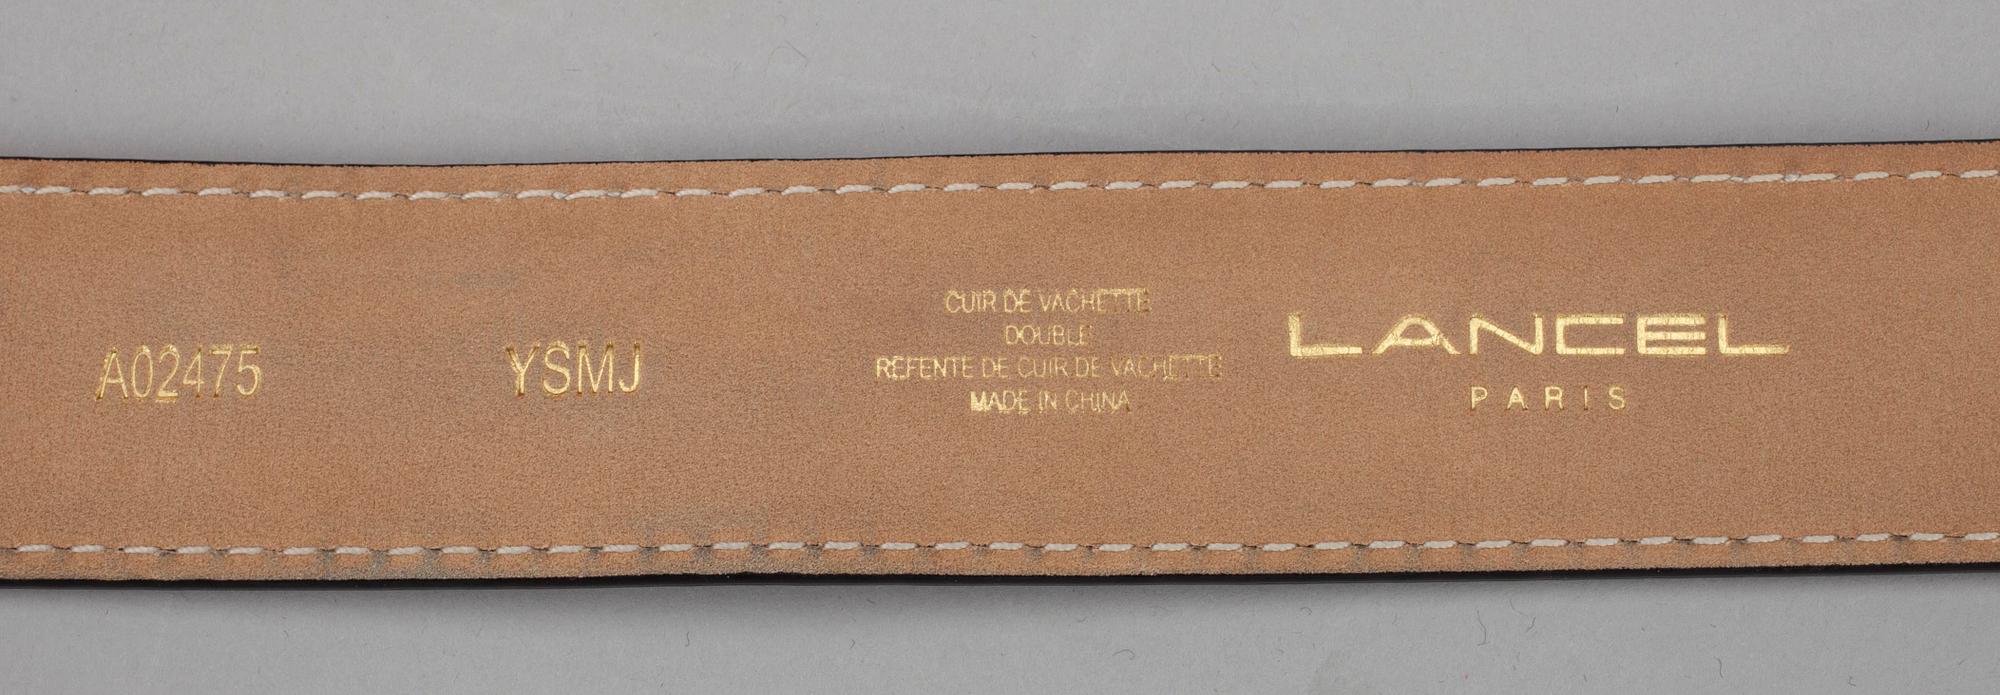 A02475
YSMJ
CUIR DE VACHETTE
DOUBLE
REFENTE DE CUIR DE VACHETTE
MADE IN CHINA
LANCEL
PARIS